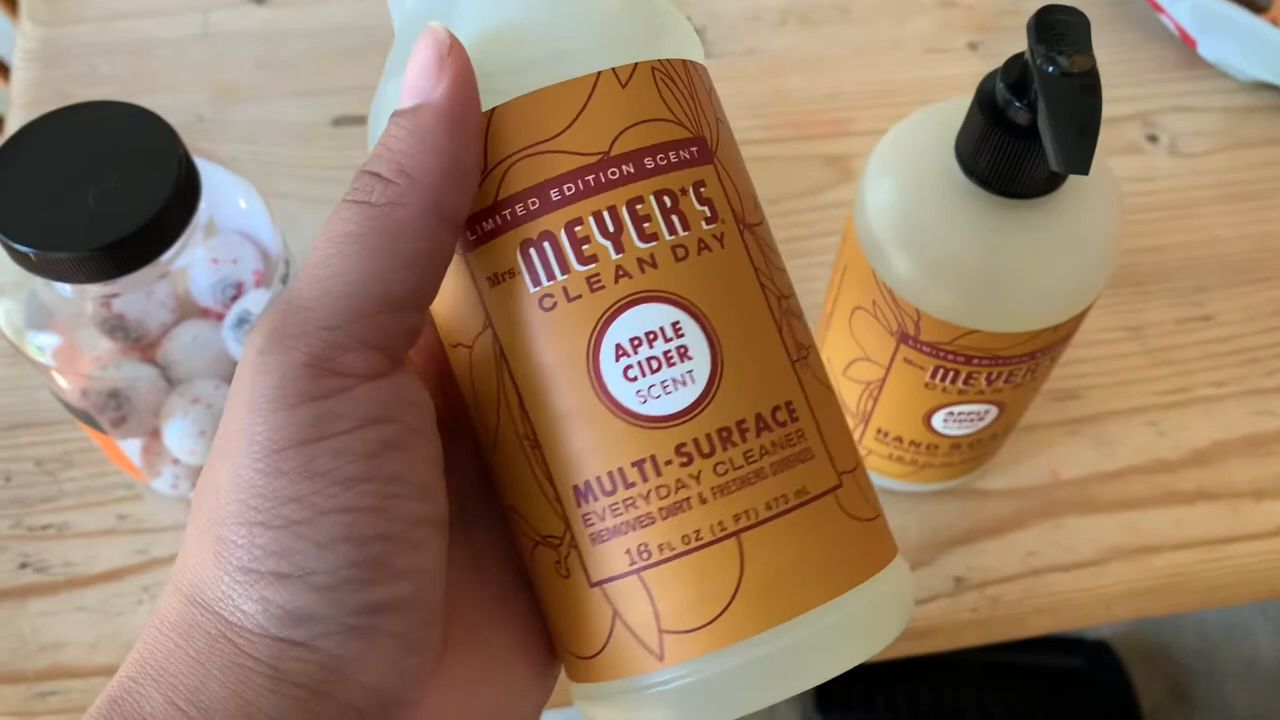 LIMITED EDITION SCENT
Mrs. MEYER'S
CLEAN DAY
APPLE
CIDER
SCENT
MULTI-SURFACE
EVERYDAY CLEANER
REMOVES DIRT & FRESHENS SURFACES
16 FL OZ (1 PT) 473 mL
LIMITED EDITION
Mrs. MEYER'S
CLEAN
APPLE
CIDER
SCENT
HAND SOAP